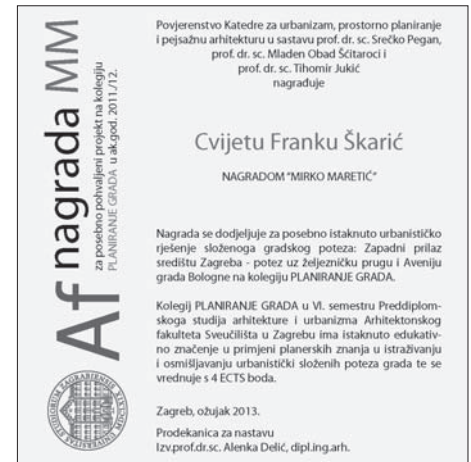 Af nagrada MM
za posebno pohvaljeni projekt na kolegiju
PLANIRANJE GRADA u ak.god. 2011./12.
Povjerenstvo Katedre za urbanizam, prostorno planiranje
i pejsažnu arhitekturu u sastavu prof. dr. sc. Srečko Pegan,
prof. dr. sc. Mladen Obad Šćitaroci i
prof. dr. sc. Tihomir Jukić
nagrađuje
Cvijetu Franku Škarić
NAGRADOM "MIRKO MARETIĆ"
Nagrada se dodjeljuje za posebno istaknuto urbanističko
rješenje složenoga gradskog poteza: Zapadni prilaz
središtu Zagreba - potez uz željezničku prugu i Aveniju
grada Bologne na kolegiju PLANIRANJE GRADA.
Kolegij PLANIRANJE GRADA u VI. semestru Preddiplom-
skoga studija arhitekture i urbanizma Arhitektonskog
fakulteta Sveučilišta u Zagrebu ima istaknuto edukativ-
no značenje u primjeni planerskih znanja u istraživanju
i osmišljavanju urbanistički složenih poteza grada te se
vrednuje s 4 ECTS boda.
Zagreb, ožujak 2013.
Prodekanica za nastavu
Izv.prof.dr.sc. Alenka Delić, dipl.ing.arh.